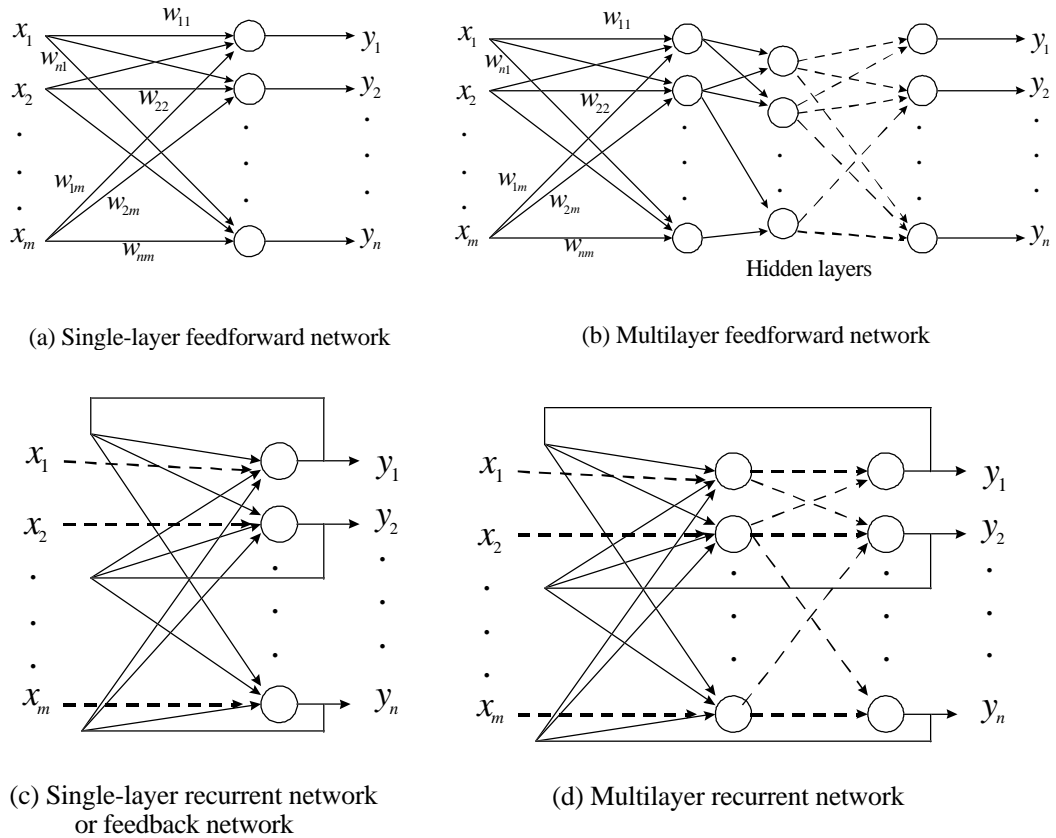 x₁ w₁₁ y₁
wₙ₁
x₂ w₂₂ y₂
w₁ₘ
w₂ₘ
xₘ wₙₘ yₙ
(a) Single-layer feedforward network
x₁ w₁₁ y₁
wₙ₁
x₂ w₂₂ y₂
w₁ₘ
w₂ₘ
xₘ wₙₘ yₙ
Hidden layers
(b) Multilayer feedforward network
x₁ y₁
x₂ y₂
xₘ yₙ
(c) Single-layer recurrent network
or feedback network
x₁ y₁
x₂ y₂
xₘ yₙ
(d) Multilayer recurrent network